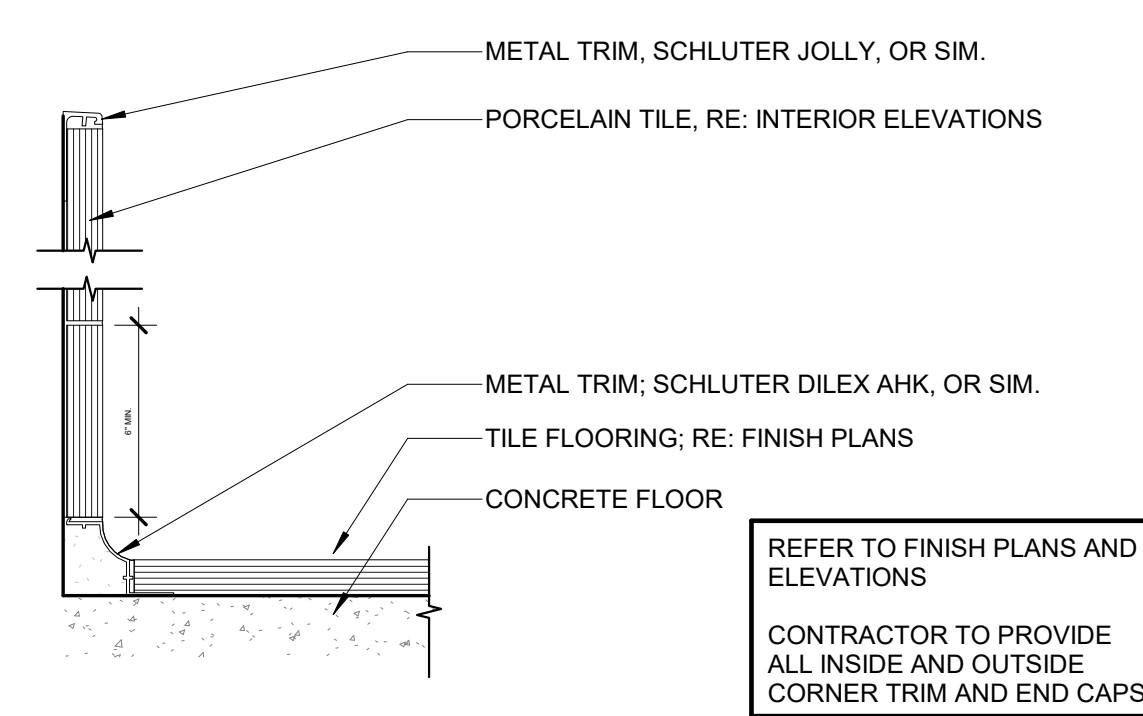 METAL TRIM, SCHLUTER JOLLY, OR SIM.
PORCELAIN TILE, RE: INTERIOR ELEVATIONS
6" MIN.
METAL TRIM; SCHLUTER DILEX AHK, OR SIM.
TILE FLOORING; RE: FINISH PLANS
CONCRETE FLOOR
REFER TO FINISH PLANS AND
ELEVATIONS
CONTRACTOR TO PROVIDE
ALL INSIDE AND OUTSIDE
CORNER TRIM AND END CAPS